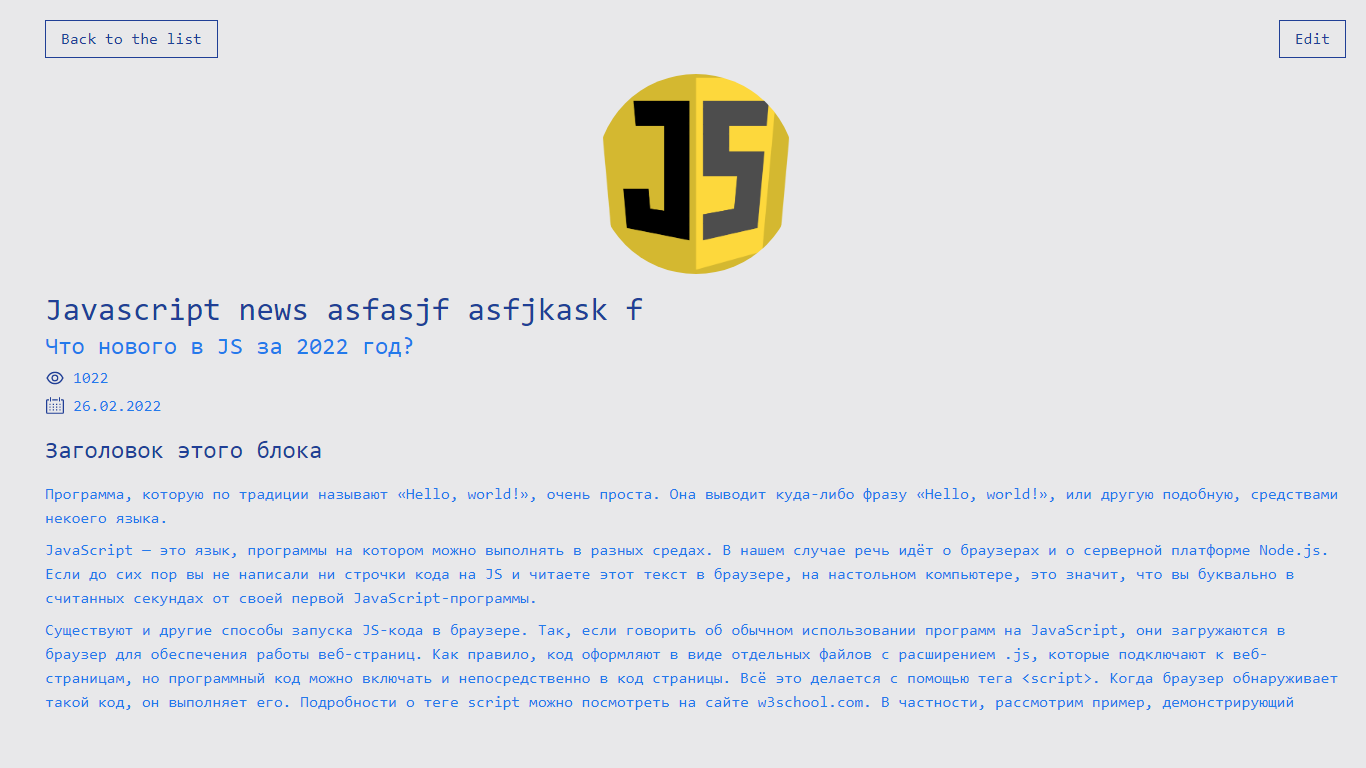 Back to the list
Edit
JS
Javascript news asfasjf asfjkask f
Что нового в JS за 2022 год?
1022
26.02.2022
Заголовок этого блока
Программа, которую по традиции называют «Hello, world!», очень проста. Она выводит куда-либо фразу «Hello, world!», или другую подобную, средствами
некоего языка.
JavaScript — это язык, программы на котором можно выполнять в разных средах. В нашем случае речь идёт о браузерах и о серверной платформе Node.js.
Если до сих пор вы не написали ни строчки кода на JS и читаете этот текст в браузере, на настольном компьютере, это значит, что вы буквально в
считанных секундах от своей первой JavaScript-программы.
Существуют и другие способы запуска JS-кода в браузере. Так, если говорить об обычном использовании программ на JavaScript, они загружаются в
браузер для обеспечения работы веб-страниц. Как правило, код оформляют в виде отдельных файлов с расширением .js, которые подключают к веб-
страницам, но программный код можно включать и непосредственно в код страницы. Всё это делается с помощью тега <script>. Когда браузер обнаруживает
такой код, он выполняет его. Подробности о теге script можно посмотреть на сайте w3school.com. В частности, рассмотрим пример, демонстрирующий